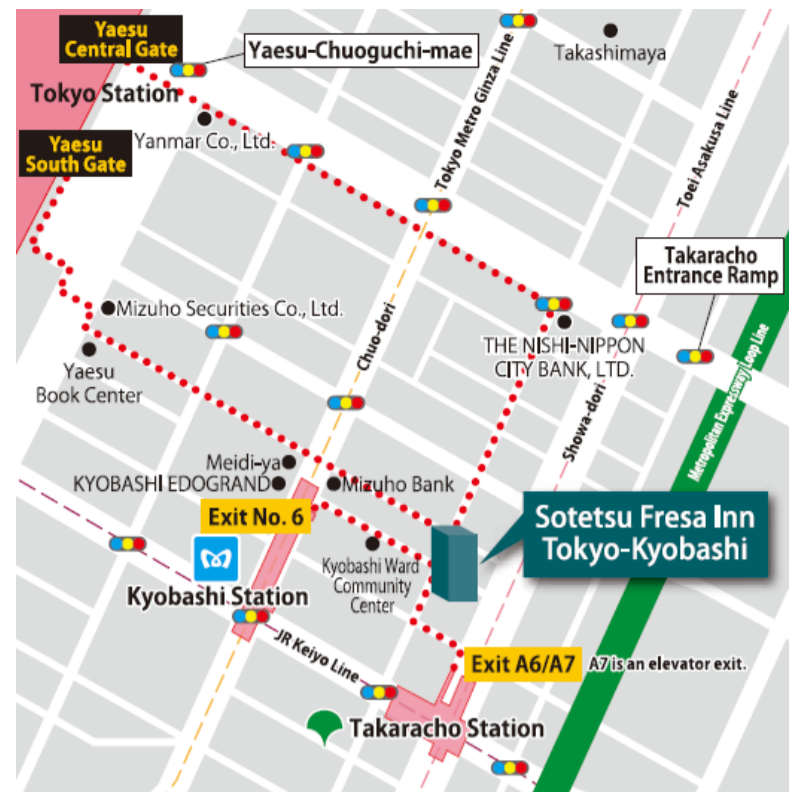 Yaesu
Central Gate
Yaesu-Chuoguchi-mae
Takashimaya
Tokyo Station
Yanmar Co., Ltd.
Yaesu
South Gate
Tokyo Metro Ginza Line
Toei Asakusa Line
Takaracho
Entrance Ramp
Mizuho Securities Co., Ltd.
Chuo-dori
THE NISHI-NIPPON
CITY BANK, LTD.
Yaesu
Book Center
Showa-dori
Metropolitan Expressway Loop Line
Meidi-ya
KYOBASHI EDOGRAND
Mizuho Bank
Exit No. 6
Sotetsu Fresa Inn
Tokyo-Kyobashi
Kyobashi Ward
Community
Center
Kyobashi Station
JR Keiyo Line
Exit A6/A7
A7 is an elevator exit.
Takaracho Station